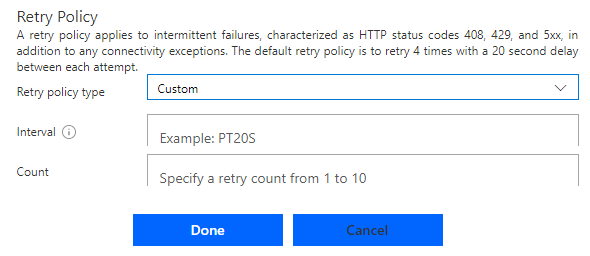 Retry Policy
A retry policy applies to intermittent failures, characterized as HTTP status codes 408, 429, and 5xx, in
addition to any connectivity exceptions. The default retry policy is to retry 4 times with a 20 second delay
between each attempt.
Retry policy type
Custom
Interval
Example: PT20S
Count
Specify a retry count from 1 to 10
Done
Cancel